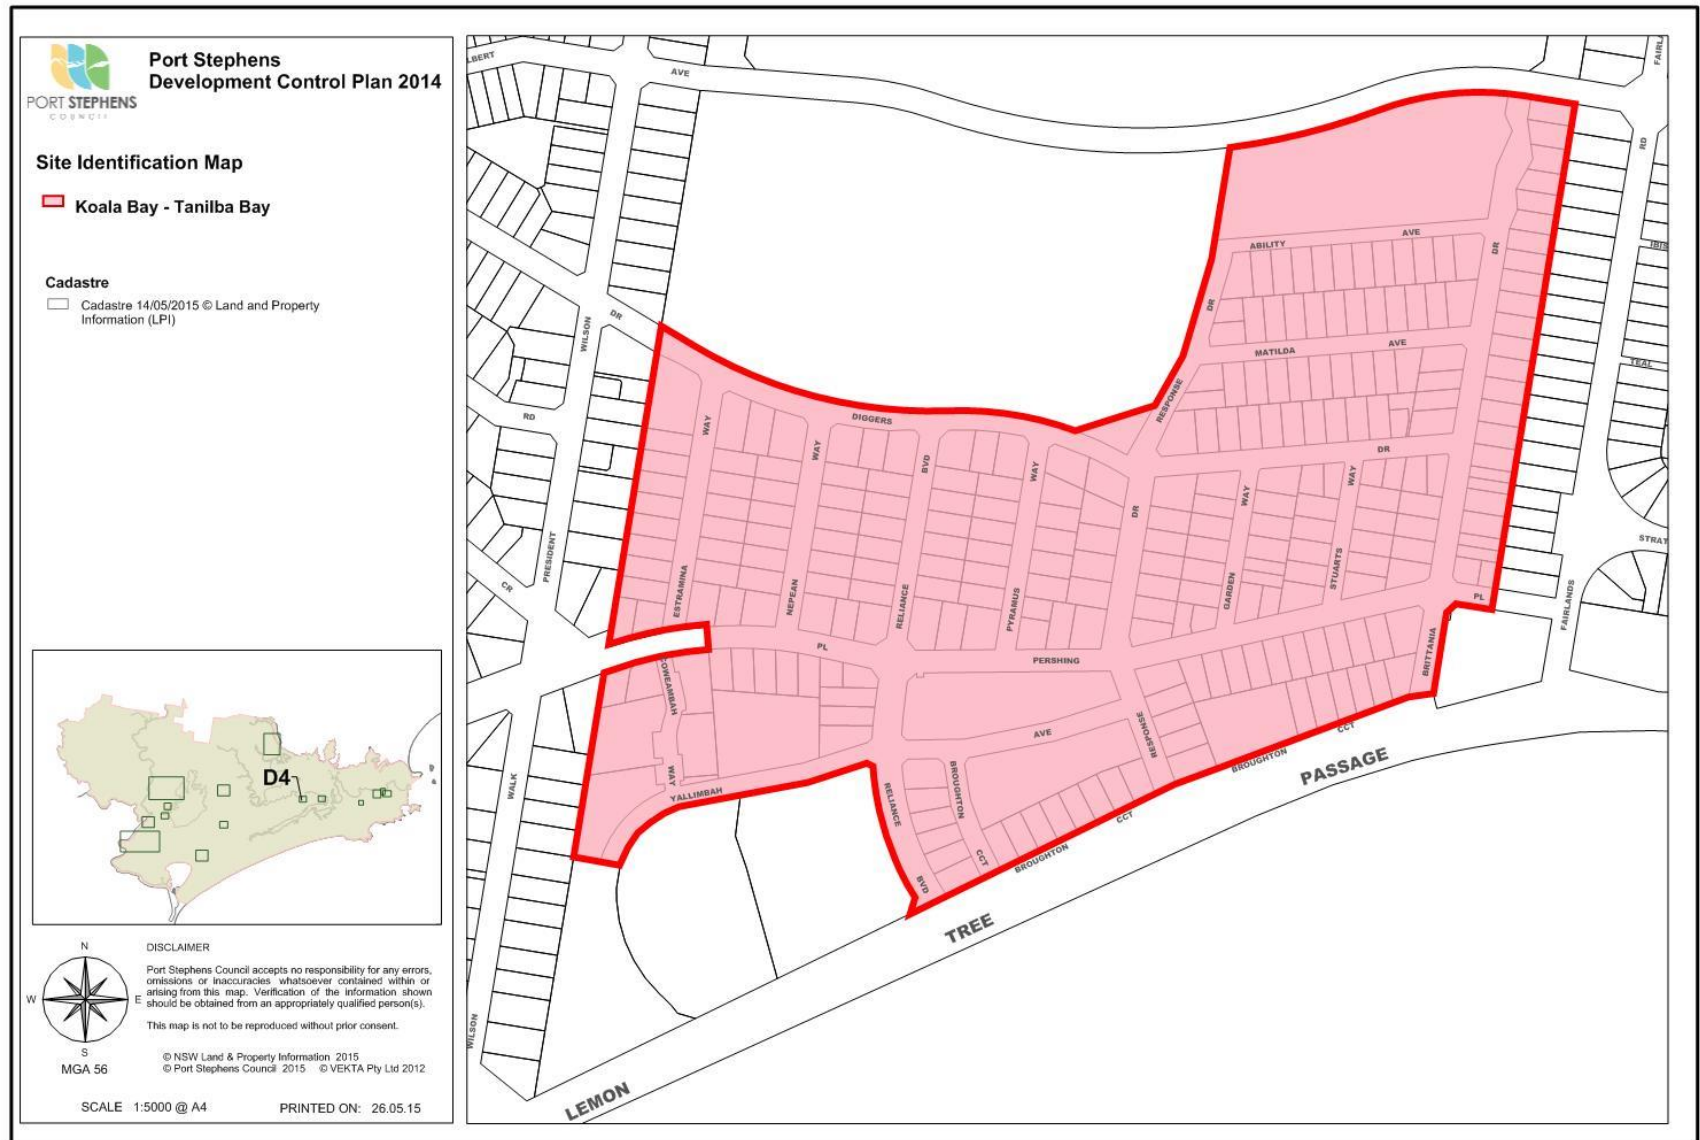 Port Stephens
Development Control Plan 2014
PORT STEPHENS
COUNCIL
Site Identification Map
Koala Bay - Tanilba Bay
Cadastre
Cadastre 14/05/2015 © Land and Property
Information (LPI)
D4
N
W
E
S
MGA 56
DISCLAIMER
Port Stephens Council accepts no responsibility for any errors,
omissions or inaccuracies whatsoever contained within or
arising from this map. Verification of the information shown
should be obtained from an appropriately qualified person(s).
This map is not to be reproduced without prior consent.
© NSW Land & Property Information 2015
© Port Stephens Council 2015 © VEKTA Pty Ltd 2012
SCALE 1:5000 @ A4
PRINTED ON: 26.05.15
LBERT
AVE
FAIRL
RD
ABILITY
AVE
DR
DR
DR
WILSON
MATILDA
AVE
TEAL
RESPONSE
RD
WAY
DIGGERS
WAY
BVD
WAY
DR
WAY
WAY
DR
STRAT
PRESIDENT
CR
ESTRAMINA
NEPEAN
RELIANCE
PYRAMUS
GARDEN
STUARTS
PL
FAIRLANDS
PL
PERSHING
BRITTANIA
COWEAMBAH
WAY
AVE
RESPONSE
CCT
BROUGHTON
PASSAGE
WALK
YALLIMBAH
RELIANCE
BROUGHTON
CCT
CCT
BROUGHTON
BVD
TREE
WILSON
LEMON